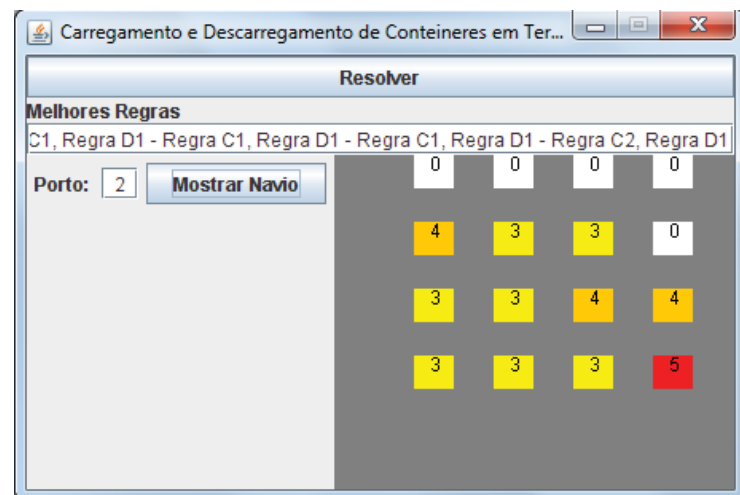 Carregamento e Descarregamento de Conteineres em Ter...
Resolver
Melhores Regras
C1, Regra D1 - Regra C1, Regra D1 - Regra C1, Regra D1 - Regra C2, Regra D1
Porto: 2 Mostrar Navio
0 0 0 0
4 3 3 0
3 3 4 4
3 3 3 5